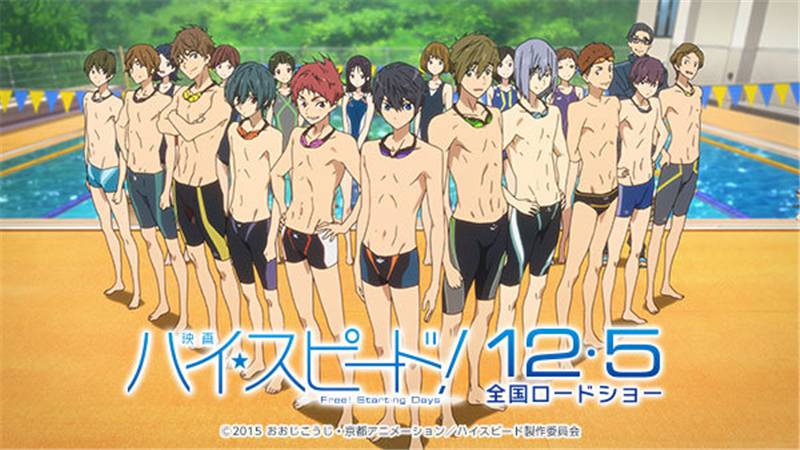 映画
ハイ☆スピード!
Free! Starting Days
12・5
全国ロードショー
©2015 おおじこうじ・京都アニメーション/ハイスピード製作委員会